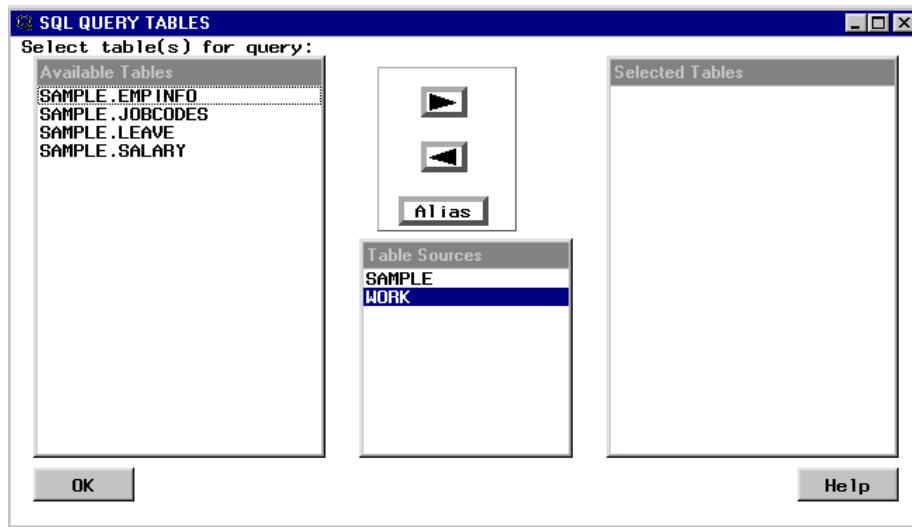 SQL QUERY TABLES
Select table(s) for query:
Available Tables
SAMPLE.EMPINFO
SAMPLE.JOBCODES
SAMPLE.LEAVE
SAMPLE.SALARY
Alias
Table Sources
SAMPLE
WORK
Selected Tables
OK
Help